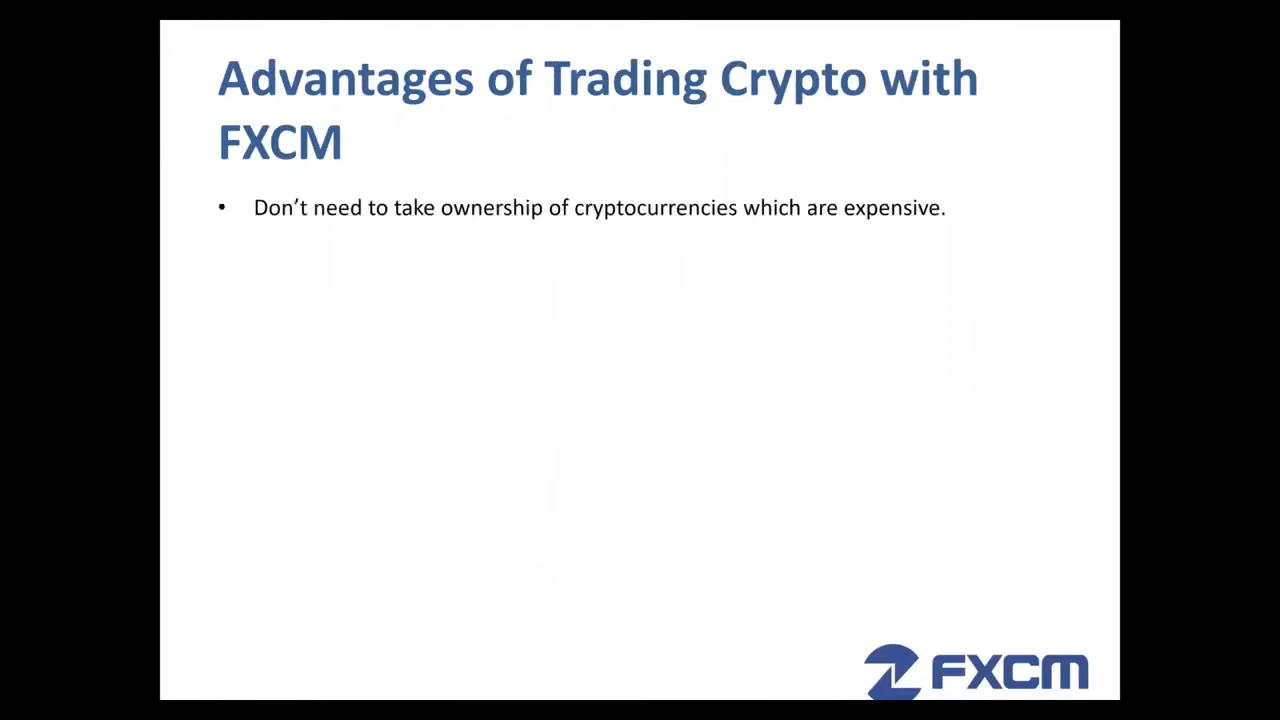 Advantages of Trading Crypto with
FXCM
• Don’t need to take ownership of cryptocurrencies which are expensive.
FXCM